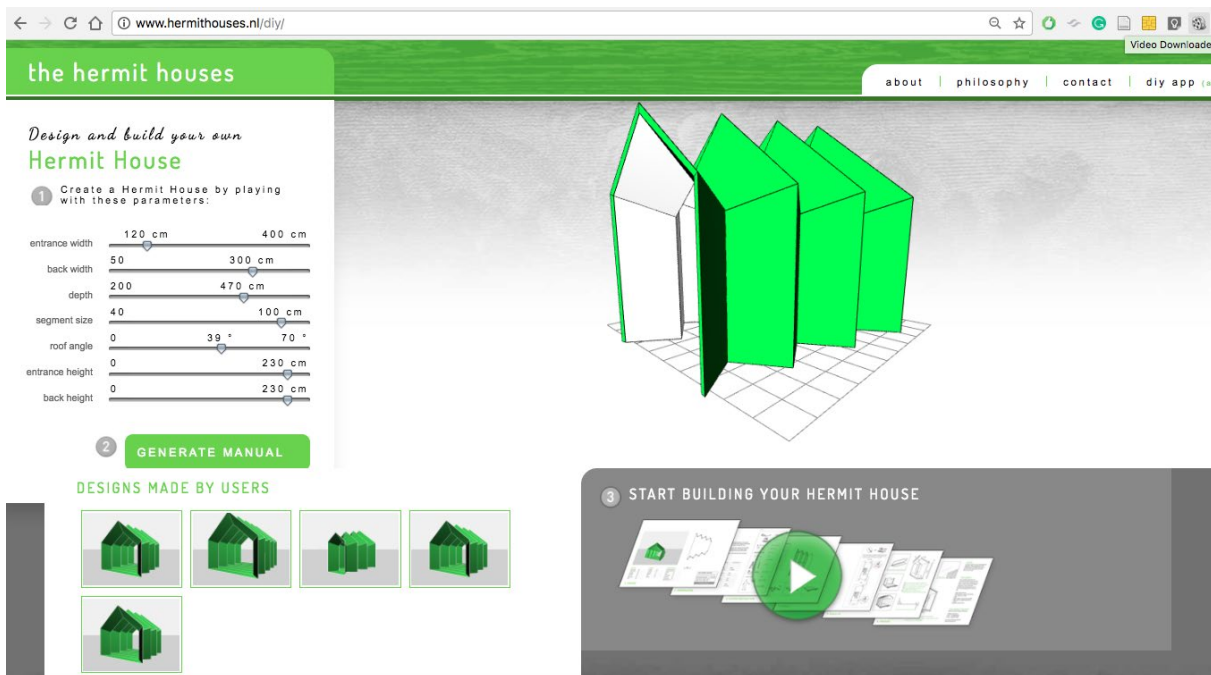 www.hermithouses.nl/diy/
Video Downloade
the hermit houses
about | philosophy | contact | diy app
Design and build your own
Hermit House
1 Create a Hermit House by playing
with these parameters:
entrance width 120 cm 400 cm
back width 50 300 cm
depth 200 470 cm
segment size 40 100 cm
roof angle 0 39 ° 70 °
entrance height 0 230 cm
back height 0 230 cm
2 GENERATE MANUAL
DESIGNS MADE BY USERS
3 START BUILDING YOUR HERMIT HOUSE